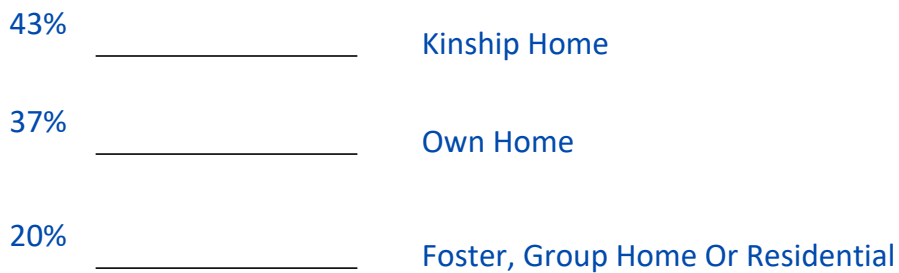 43% Kinship Home
37% Own Home
20% Foster, Group Home Or Residential